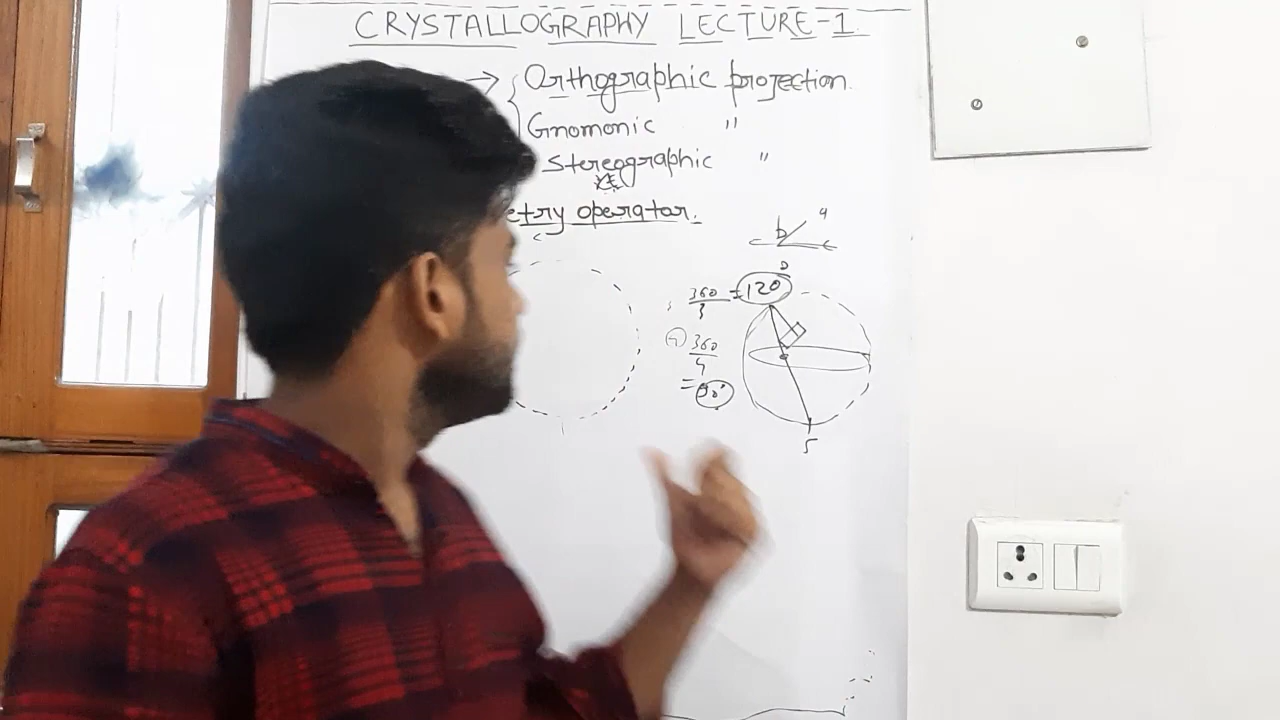 CRYSTALLOGRAPHY LECTURE-1
→ { Orthographic projection.
Gnomonic "
Stereographic "
etry operator.
360/3 = 120
360/4
= 90°
S